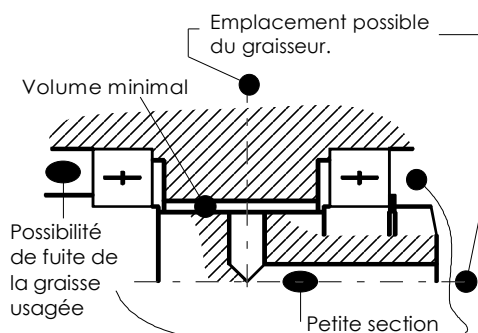 Emplacement possible
du graisseur.
Volume minimal
Possibilité
de fuite de
la graisse
usagée
Petite section